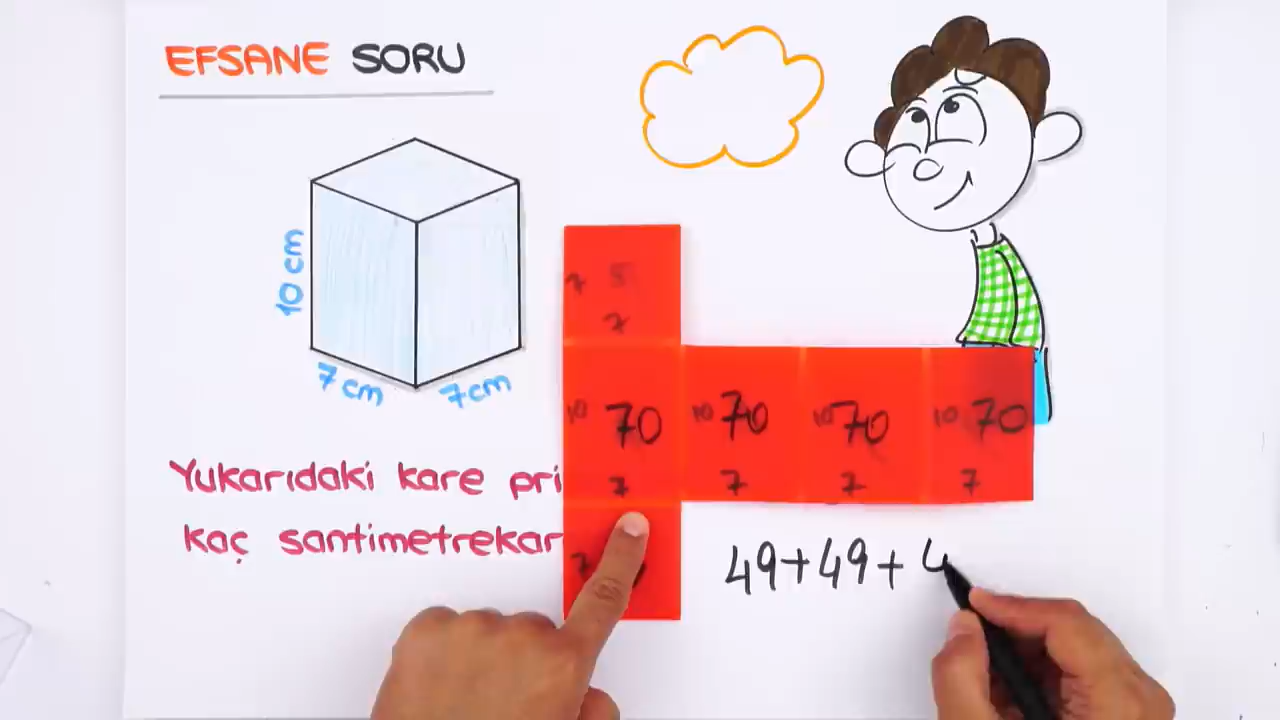 EFSANE SORU
10 cm
7 cm
7 cm
7
7
10 70
7
10 70
7
10 70
7
10 70
7
7
Yukarıdaki kare pri
kaç santimetrekar
49 + 49 + 4